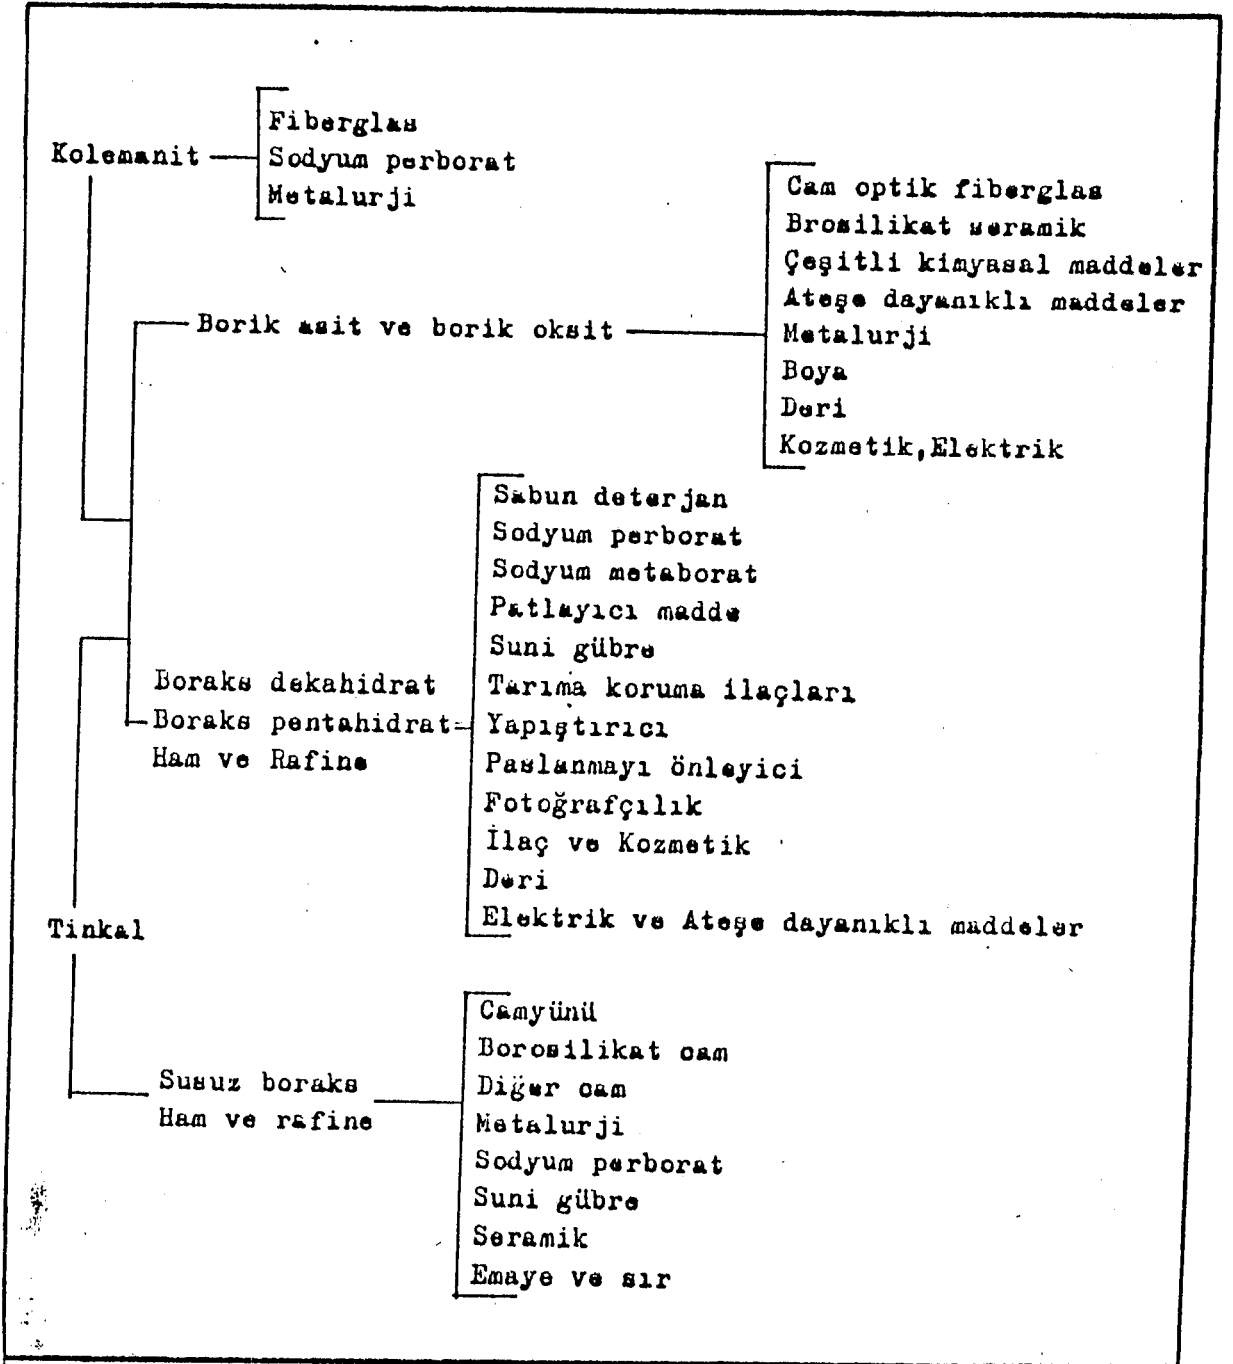 Kolemanit
Fiberglas
Sodyum perborat
Metalurji
Borik asit ve borik oksit
Cam optik fiberglas
Brosilikat seramik
Çeşitli kimyasal maddeler
Ateşe dayanıklı maddeler
Metalurji
Boya
Deri
Kozmetik,Elektrik
Boraks dekahidrat
Boraks pentahidrat
Ham ve Rafine
Sabun deterjan
Sodyum perborat
Sodyum metaborat
Patlayıcı madde
Suni gübre
Tarıma koruma ilaçları
Yapıştırıcı
Paslanmayı önleyici
Fotoğrafçılık
İlaç ve Kozmetik
Deri
Elektrik ve Ateşe dayanıklı maddeler
Tinkal
Susuz boraks
Ham ve rafine
Camyünü
Borosilikat cam
Diğer cam
Metalurji
Sodyum perborat
Suni gübre
Seramik
Emaye ve sır